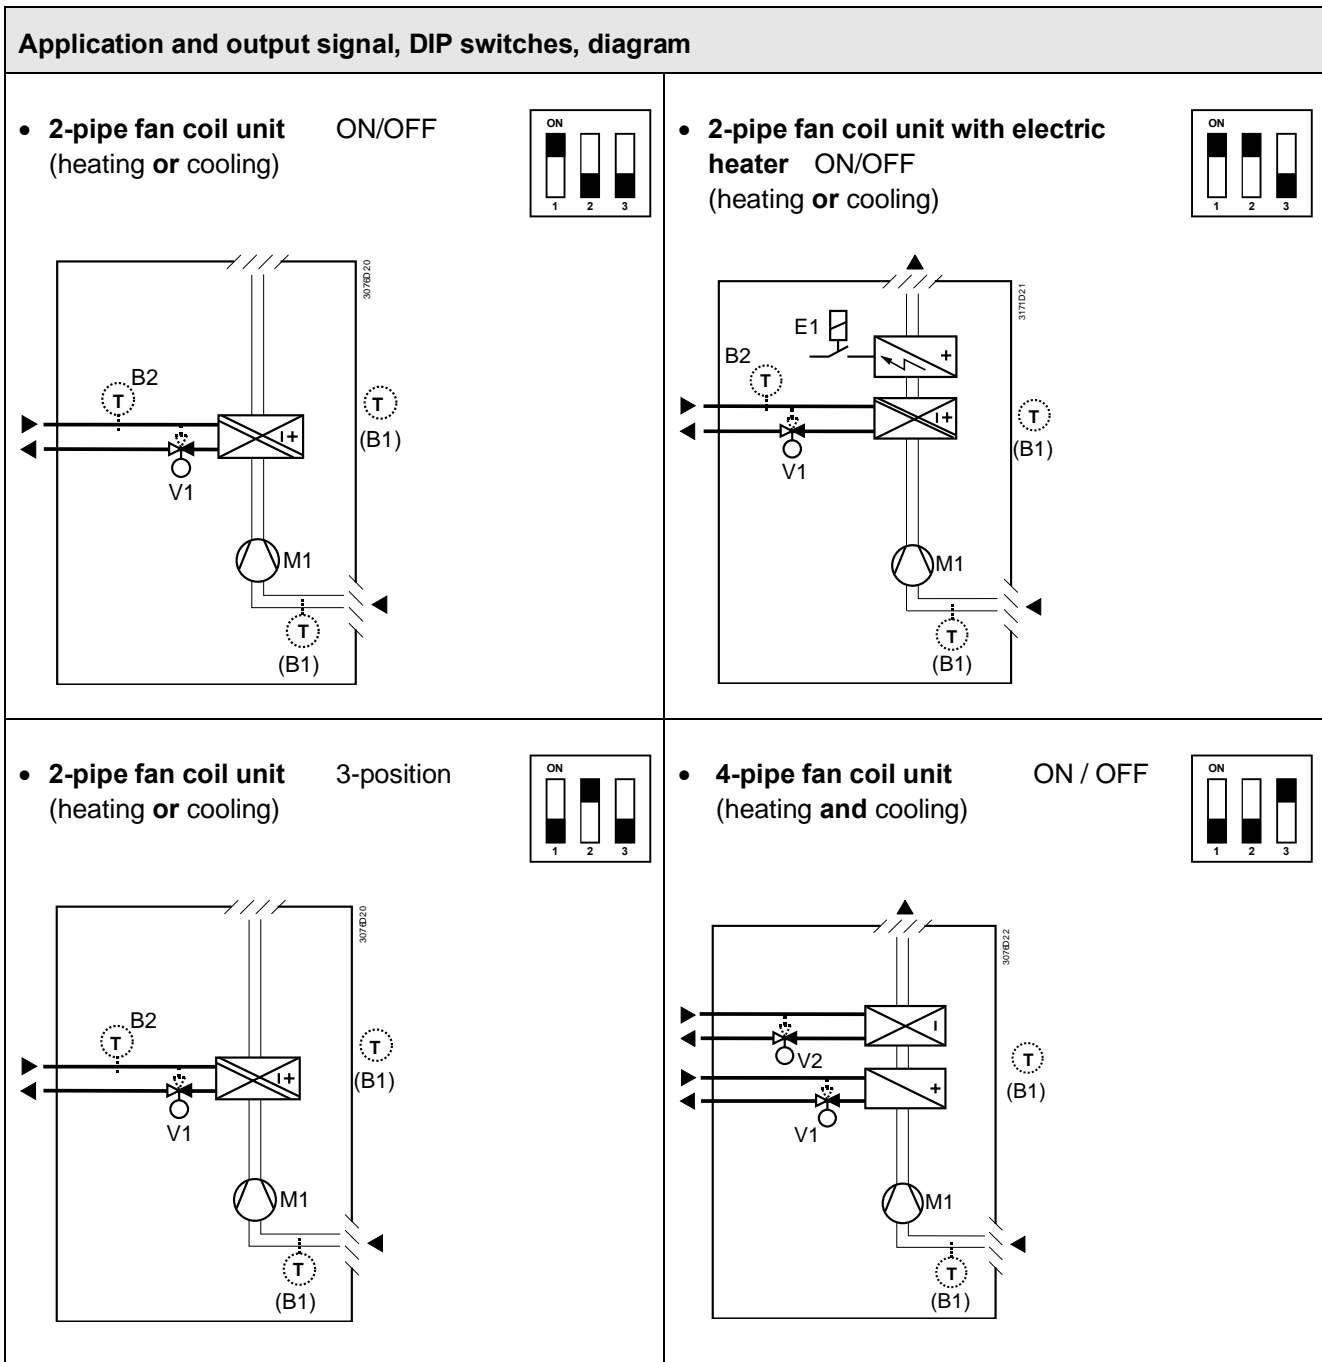 Application and output signal, DIP switches, diagram
• 2-pipe fan coil unit ON/OFF
(heating or cooling)
ON
1 2 3
3076D20
B2
T
T
(B1)
V1
M1
T
(B1)
• 2-pipe fan coil unit with electric
heater ON/OFF
(heating or cooling)
ON
1 2 3
3171D21
E1
B2
T
T
(B1)
V1
M1
T
(B1)
• 2-pipe fan coil unit 3-position
(heating or cooling)
ON
1 2 3
3076D20
B2
T
T
(B1)
V1
M1
T
(B1)
• 4-pipe fan coil unit ON / OFF
(heating and cooling)
ON
1 2 3
3076D22
V2
T
(B1)
V1
M1
T
(B1)